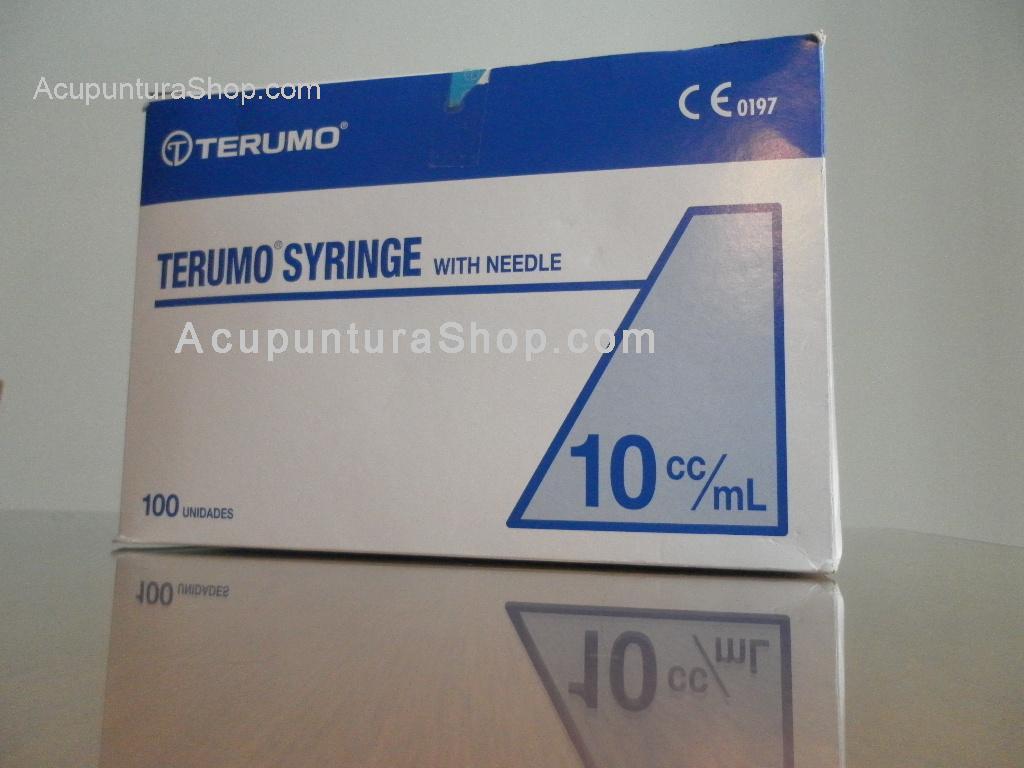 AcupunturaShop.com
TERUMO®
CE 0197
TERUMO® SYRINGE WITH NEEDLE
AcupunturaShop.com
10 cc/mL
100 UNIDADES